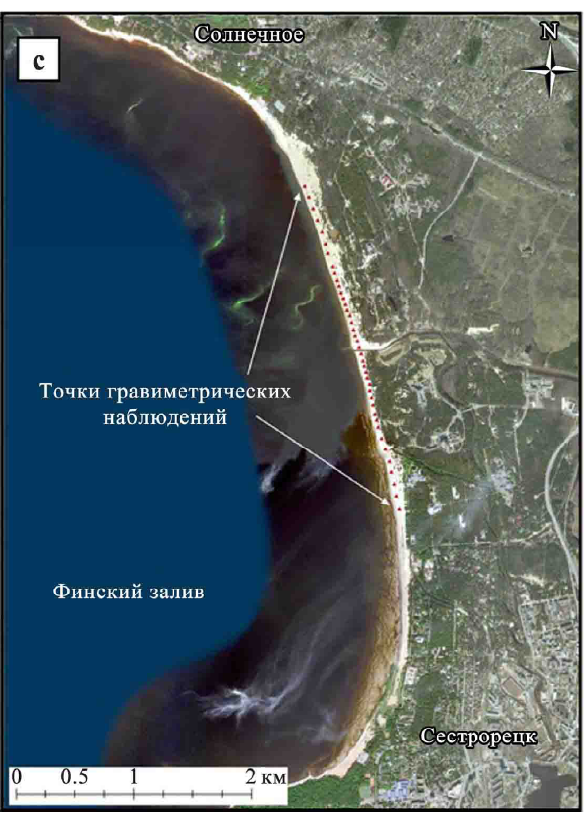 Солнечное
N
с
Точки гравиметрических
наблюдений
Финский залив
Сестрорецк
0 0.5 1 2 км